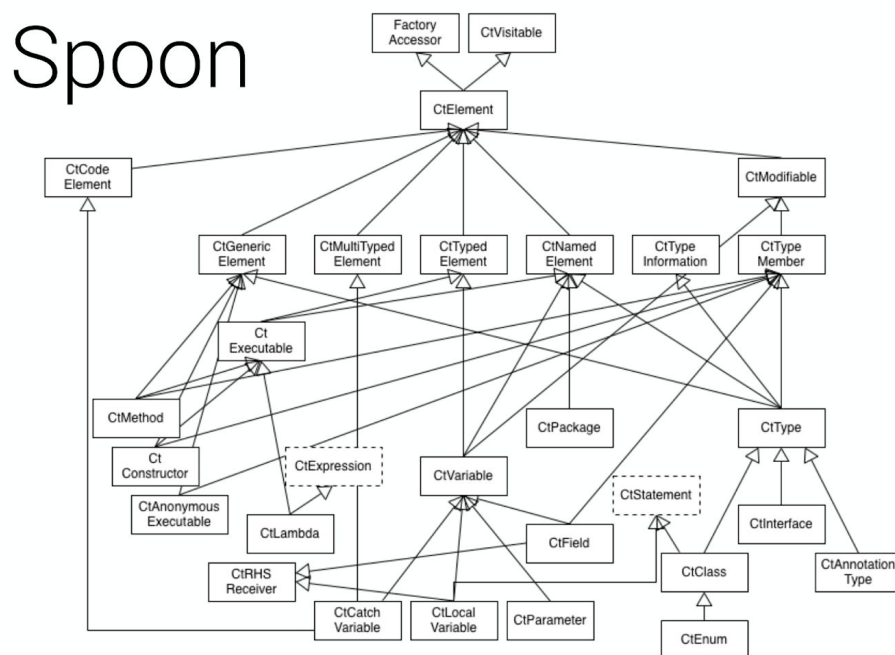 Spoon
Factory
Accessor
CtVisitable
CtElement
CtCode
Element
CtModifiable
CtGeneric
Element
CtMultiTyped
Element
CtTyped
Element
CtNamed
Element
CtType
Information
CtType
Member
Ct
Executable
CtMethod
CtPackage
CtType
Ct
Constructor
CtExpression
CtVariable
CtStatement
CtAnonymous
Executable
CtLambda
CtField
CtInterface
CtRHS
Receiver
CtClass
CtAnnotation
Type
CtCatch
Variable
CtLocal
Variable
CtParameter
CtEnum